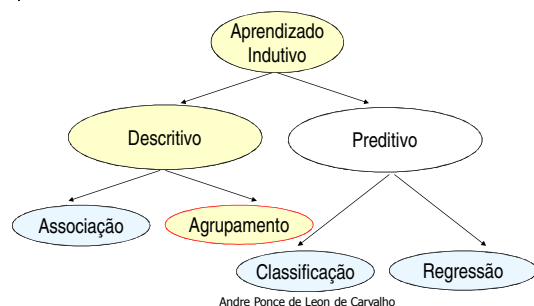 Aprendizado
Indutivo
Descritivo
Preditivo
Associação
Agrupamento
Classificação
Regressão
Andre Ponce de Leon de Carvalho